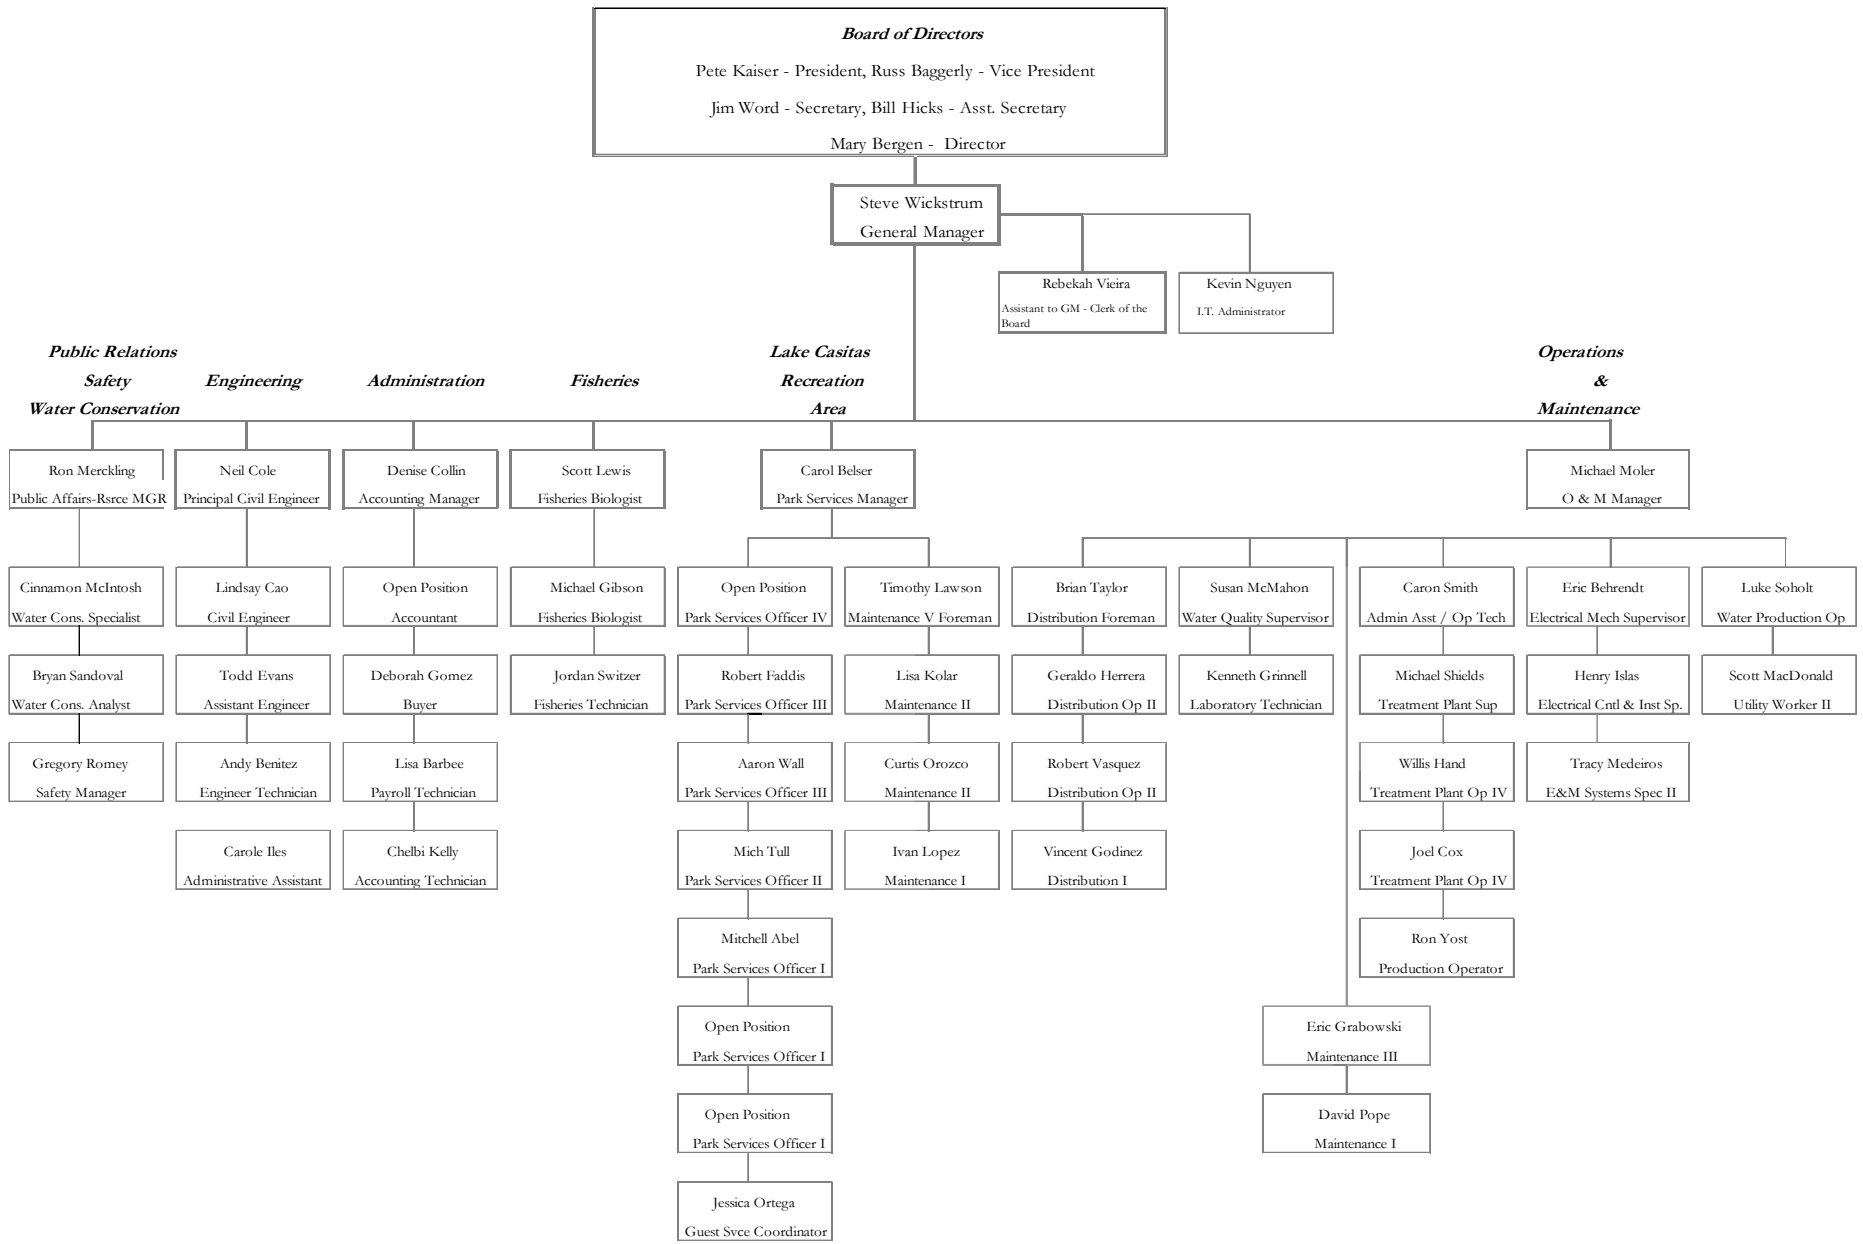 Board of Directors
Pete Kaiser - President, Russ Baggerly - Vice President
Jim Word - Secretary, Bill Hicks - Asst. Secretary
Mary Bergen - Director
Steve Wickstrum
General Manager
Rebekah Vieira
Assistant to GM - Clerk of the
Board
Kevin Nguyen
I.T. Administrator
Public Relations
Safety
Water Conservation
Engineering
Administration
Fisheries
Lake Casitas
Recreation
Area
Operations
&
Maintenance
Ron Merckling
Public Affairs-Rsrce MGR
Neil Cole
Principal Civil Engineer
Denise Collin
Accounting Manager
Scott Lewis
Fisheries Biologist
Carol Belser
Park Services Manager
Michael Moler
O & M Manager
Cinnamon McIntosh
Water Cons. Specialist
Lindsay Cao
Civil Engineer
Open Position
Accountant
Michael Gibson
Fisheries Biologist
Open Position
Park Services Officer IV
Timothy Lawson
Maintenance V Foreman
Brian Taylor
Distribution Foreman
Susan McMahon
Water Quality Supervisor
Caron Smith
Admin Asst / Op Tech
Eric Behrendt
Electrical Mech Supervisor
Luke Soholt
Water Production Op
Bryan Sandoval
Water Cons. Analyst
Todd Evans
Assistant Engineer
Deborah Gomez
Buyer
Jordan Switzer
Fisheries Technician
Robert Faddis
Park Services Officer III
Lisa Kolar
Maintenance II
Geraldo Herrera
Distribution Op II
Kenneth Grinnell
Laboratory Technician
Michael Shields
Treatment Plant Sup
Henry Islas
Electrical Cntl & Inst Sp.
Scott MacDonald
Utility Worker II
Gregory Romey
Safety Manager
Andy Benitez
Engineer Technician
Lisa Barbee
Payroll Technician
Aaron Wall
Park Services Officer III
Curtis Orozco
Maintenance II
Robert Vasquez
Distribution Op II
Willis Hand
Treatment Plant Op IV
Tracy Medeiros
E&M Systems Spec II
Carole Iles
Administrative Assistant
Chelbi Kelly
Accounting Technician
Mich Tull
Park Services Officer II
Ivan Lopez
Maintenance I
Vincent Godinez
Distribution I
Joel Cox
Treatment Plant Op IV
Mitchell Abel
Park Services Officer I
Ron Yost
Production Operator
Open Position
Park Services Officer I
Eric Grabowski
Maintenance III
Open Position
Park Services Officer I
David Pope
Maintenance I
Jessica Ortega
Guest Svce Coordinator